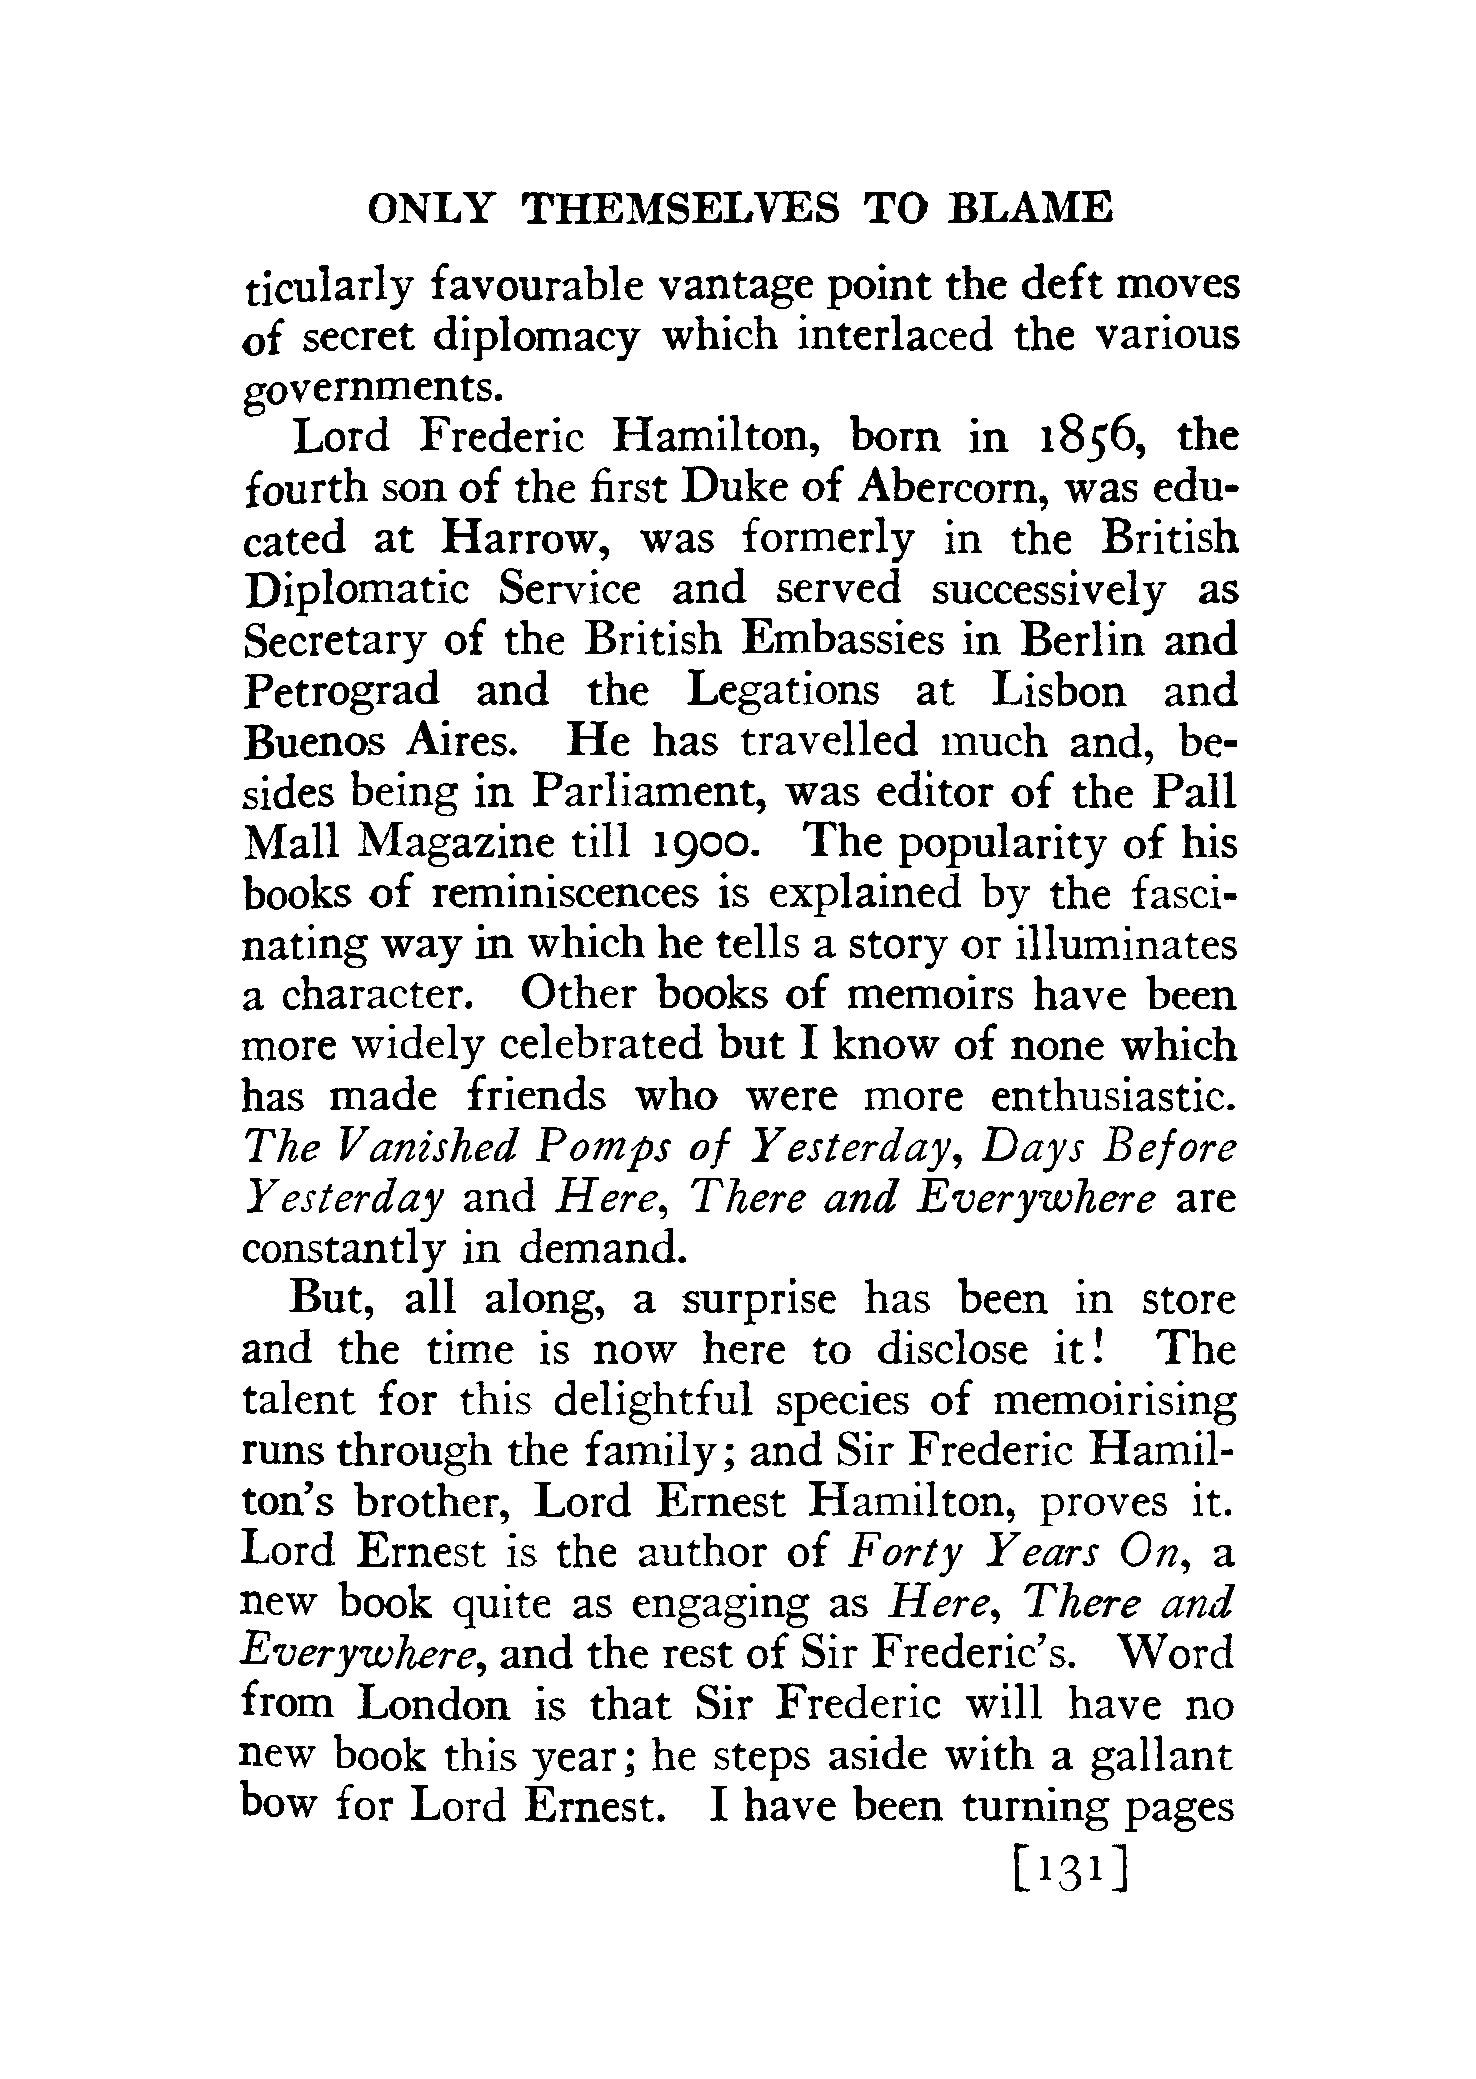 ONLY THEMSELVES TO BLAME
ticularly favourable vantage point the deft moves
of secret diplomacy which interlaced the various
governments.
Lord Frederic Hamilton, born in 1856, the
fourth son of the first Duke of Abercorn, was edu-
cated at Harrow, was formerly in the British
Diplomatic Service and served successively as
Secretary of the British Embassies in Berlin and
Petrograd and the Legations at Lisbon and
Buenos Aires. He has travelled much and, be-
sides being in Parliament, was editor of the Pall
Mall Magazine till 1900. The popularity of his
books of reminiscences is explained by the fasci-
nating way in which he tells a story or illuminates
a character. Other books of memoirs have been
more widely celebrated but I know of none which
has made friends who were more enthusiastic.
The Vanished Pomps of Yesterday, Days Before
Yesterday and Here, There and Everywhere are
constantly in demand.
But, all along, a surprise has been in store
and the time is now here to disclose it! The
talent for this delightful species of memoirising
runs through the family; and Sir Frederic Hamil-
ton's brother, Lord Ernest Hamilton, proves it.
Lord Ernest is the author of Forty Years On, a
new book quite as engaging as Here, There and
Everywhere, and the rest of Sir Frederic's. Word
from London is that Sir Frederic will have no
new book this year; he steps aside with a gallant
bow for Lord Ernest. I have been turning pages
[131]